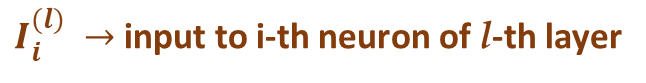 I_i^{(l)} → input to i-th neuron of l-th layer